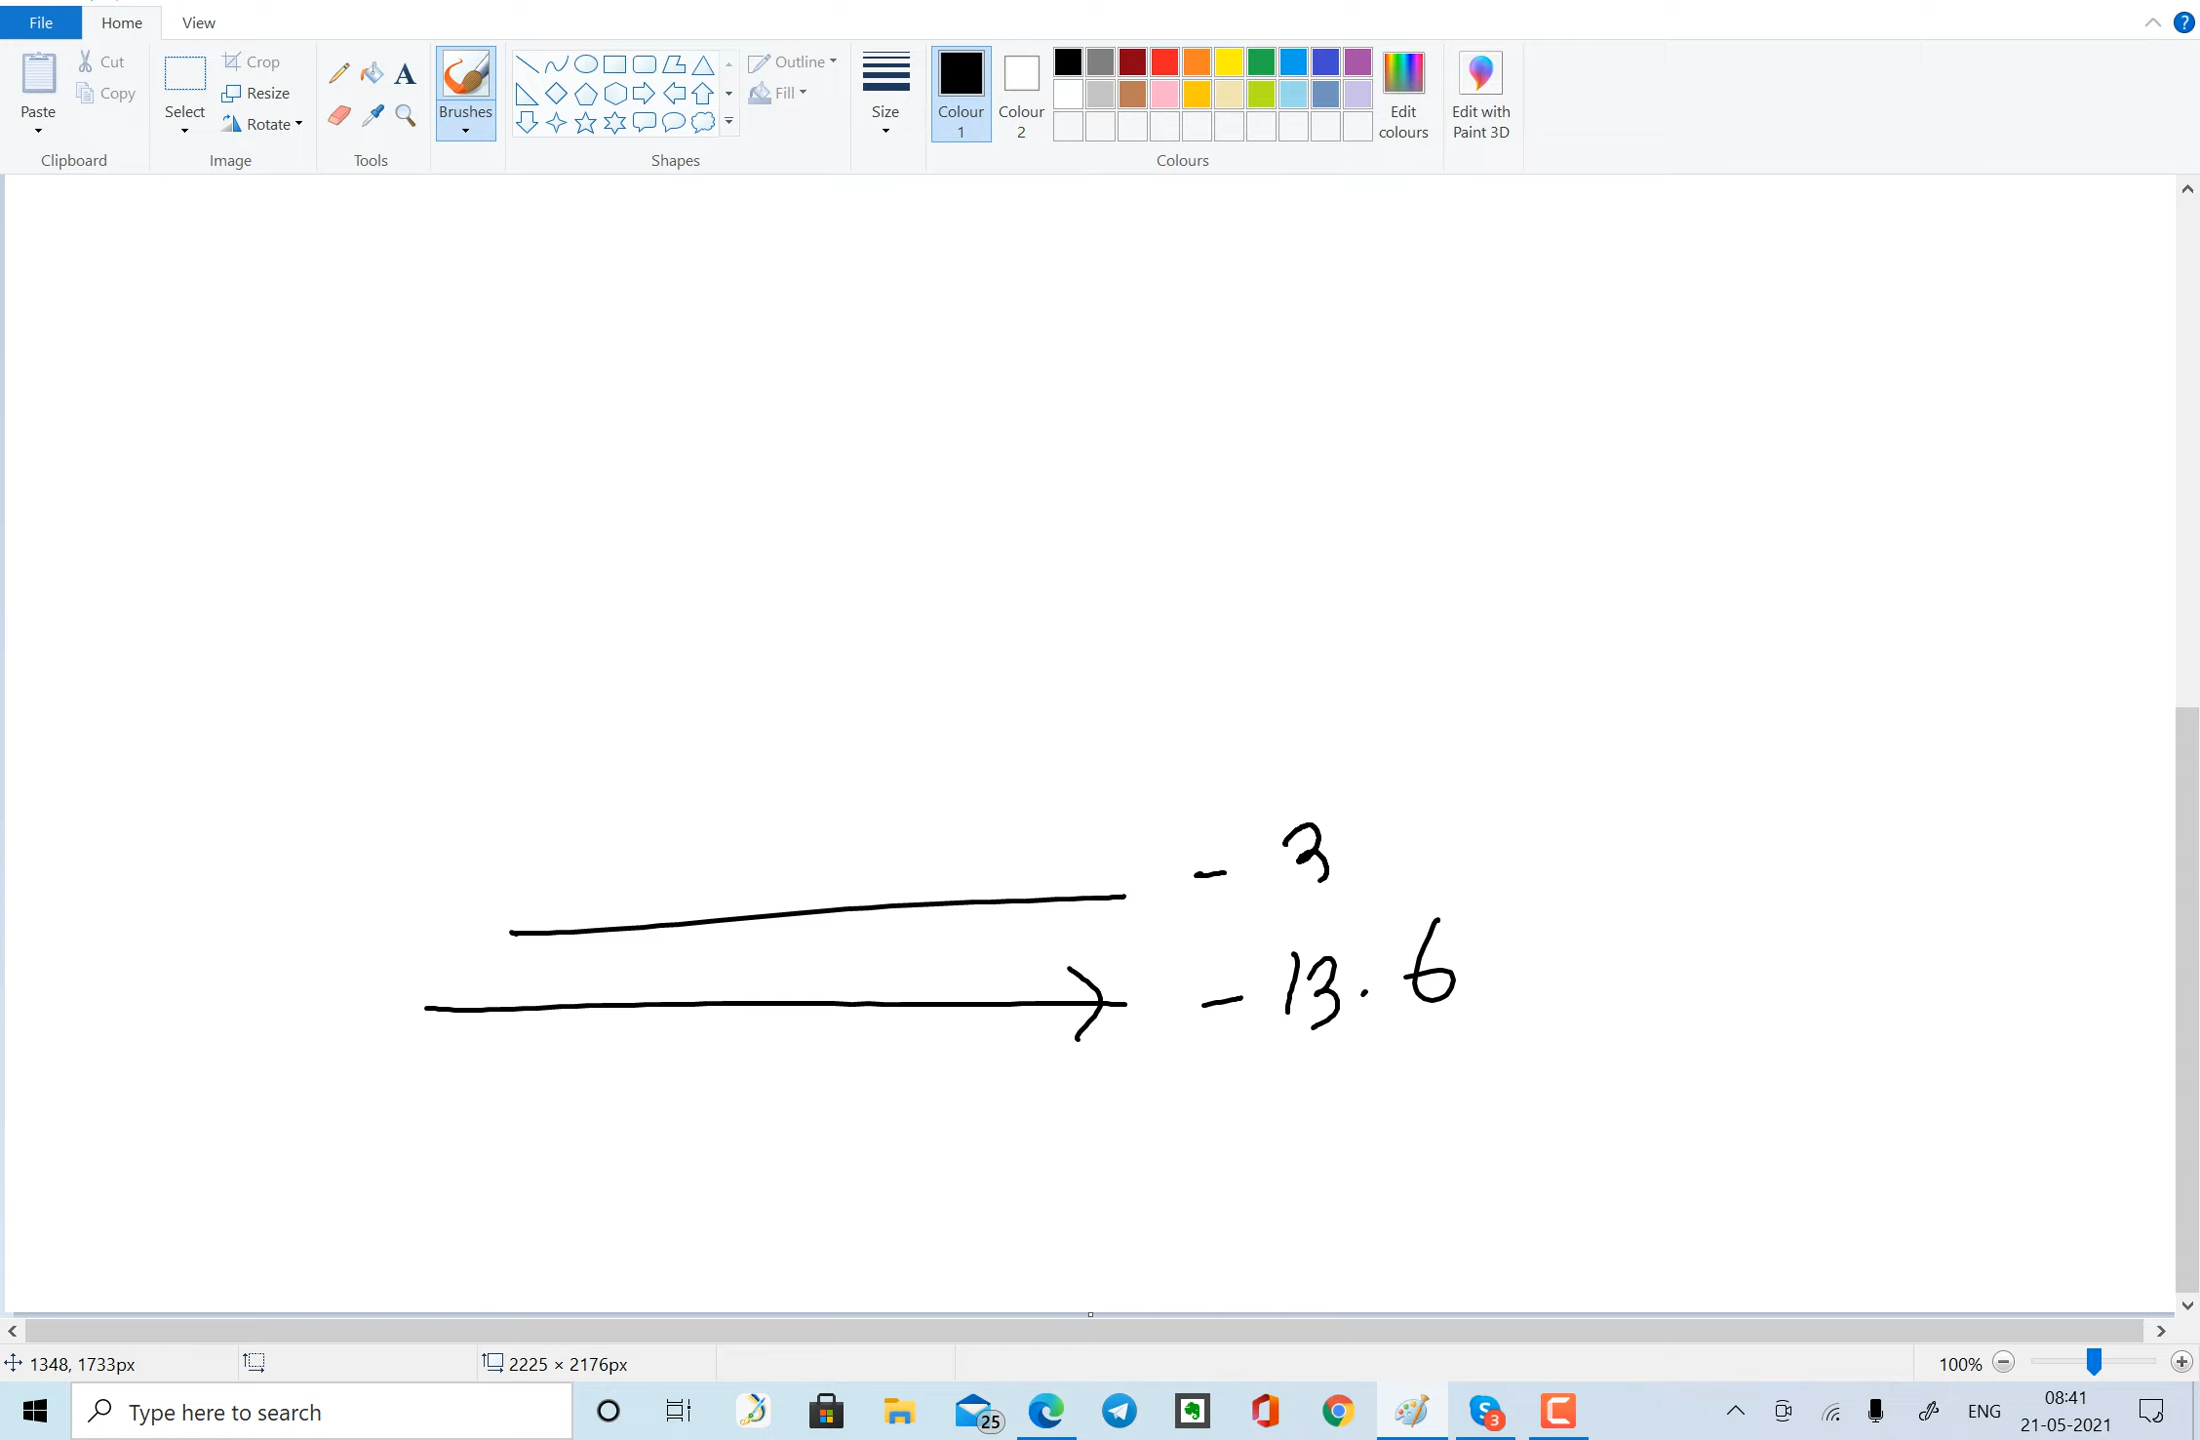 File Home View
Paste Cut Copy Clipboard
Select Crop Resize Rotate Image
Tools
Brushes
Outline Fill Shapes
Size
Colour 1 Colour 2 Edit colours Colours
Edit with Paint 3D
- 3
- 13.6
1348, 1733px 2225 × 2176px 100%
Type here to search 25 3 ENG 08:41
21-05-2021